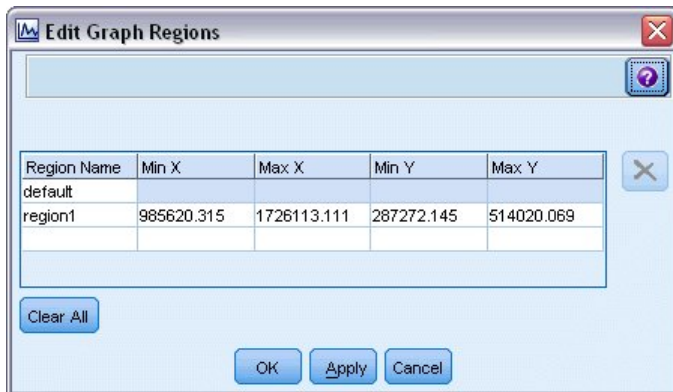 Edit Graph Regions
?
Region Name Min X Max X Min Y Max Y
default
region1 985620.315 1726113.111 287272.145 514020.069
Clear All
OK Apply Cancel